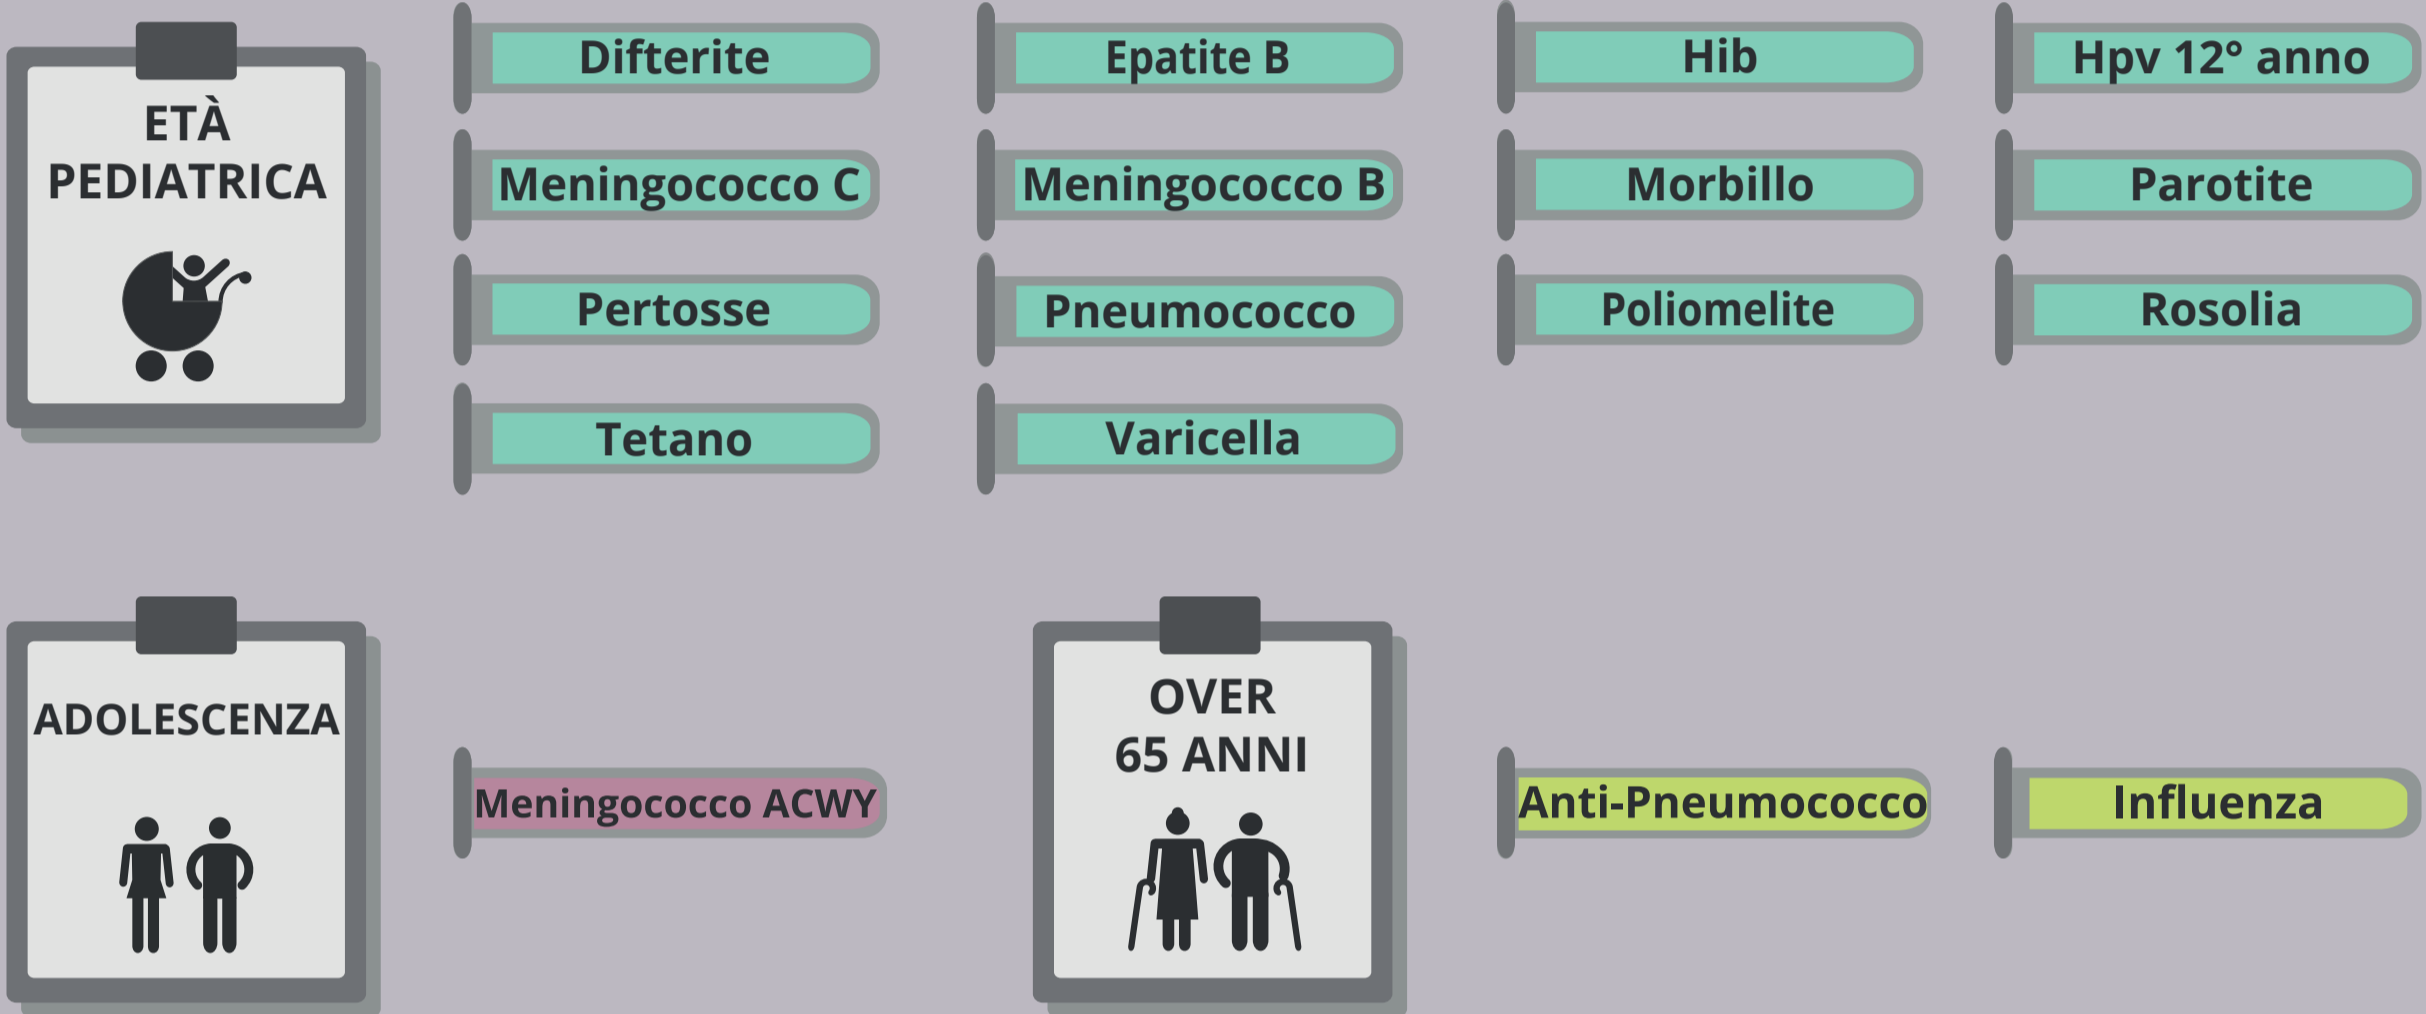 ETÀ
PEDIATRICA
Difterite
Epatite B
Hib
Hpv 12° anno
Meningococco C
Meningococco B
Morbillo
Parotite
Pertosse
Pneumococco
Poliomelite
Rosolia
Tetano
Varicella
ADOLESCENZA
Meningococco ACWY
OVER
65 ANNI
Anti-Pneumococco
Influenza